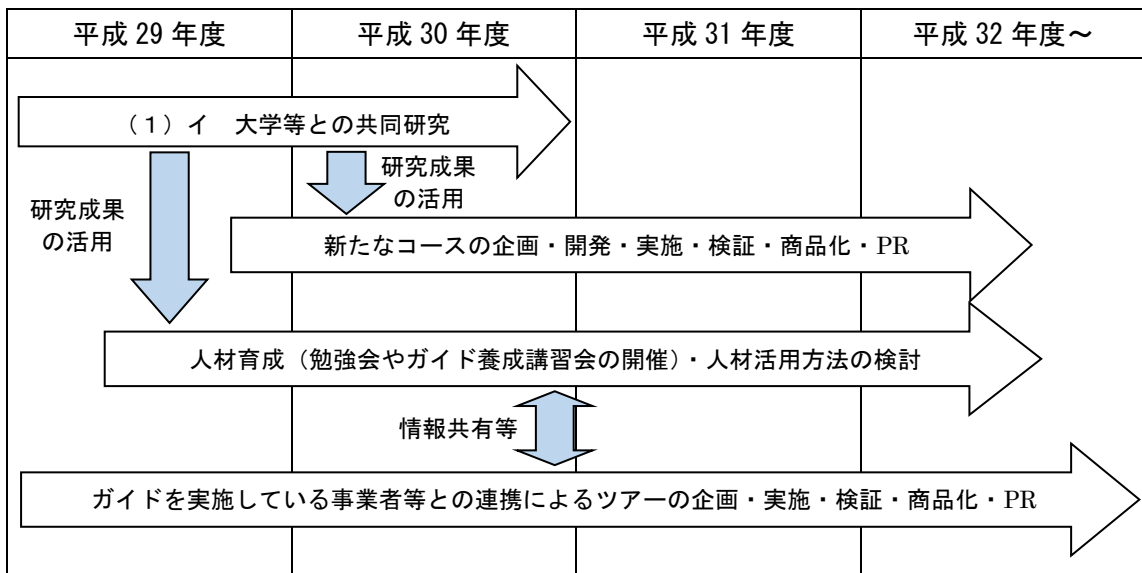 平成 29 年度
平成 30 年度
平成 31 年度
平成 32 年度～
（１）イ　大学等との共同研究
研究成果
の活用
研究成果
の活用
新たなコースの企画・開発・実施・検証・商品化・PR
人材育成（勉強会やガイド養成講習会の開催）・人材活用方法の検討
情報共有等
ガイドを実施している事業者等との連携によるツアーの企画・実施・検証・商品化・PR